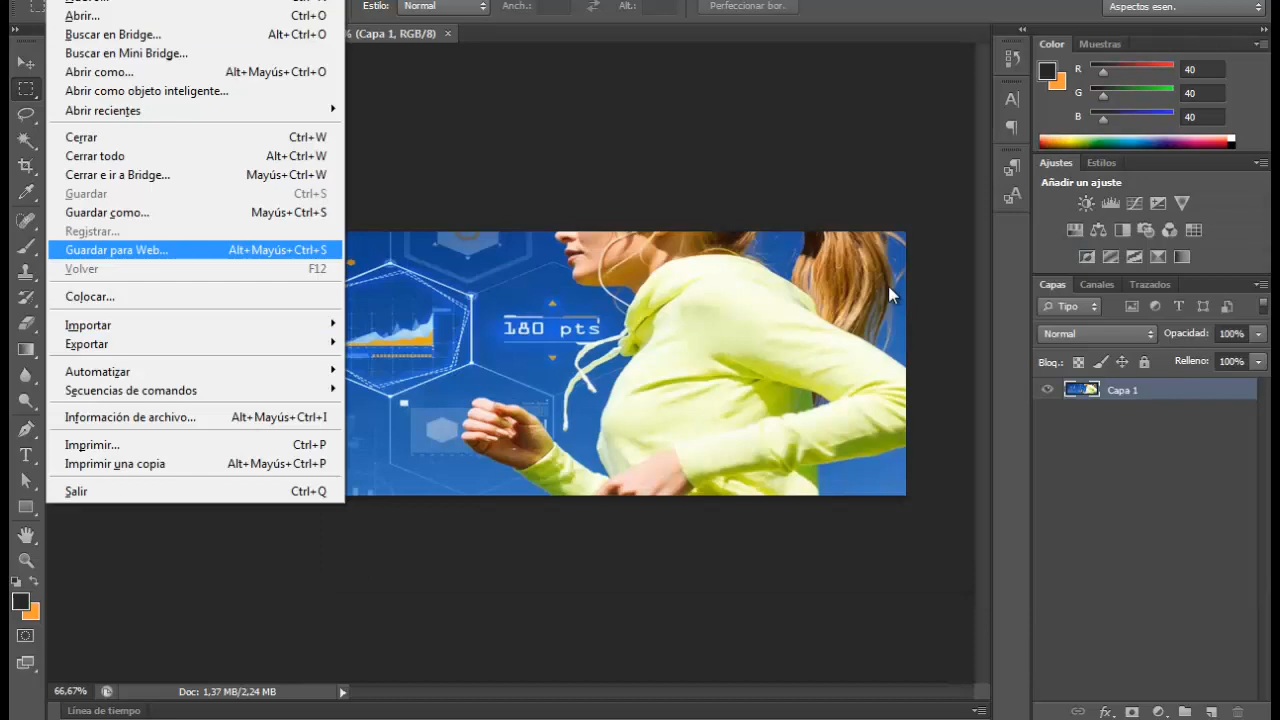 Estilo: Normal Anch.: Alt.: Perfeccionar bor.. Aspectos esen.
Abrir... Ctrl+O
Buscar en Bridge... Alt+Ctrl+O
Buscar en Mini Bridge...
Abrir como... Alt+Mayús+Ctrl+O
Abrir como objeto inteligente...
Abrir recientes
Cerrar Ctrl+W
Cerrar todo Alt+Ctrl+W
Cerrar e ir a Bridge... Mayús+Ctrl+W
Guardar Ctrl+S
Guardar como... Mayús+Ctrl+S
Registrar...
Guardar para Web... Alt+Mayús+Ctrl+S
Volver F12
Colocar...
Importar
Exportar
Automatizar
Secuencias de comandos
Información de archivo... Alt+Mayús+Ctrl+I
Imprimir... Ctrl+P
Imprimir una copia Alt+Mayús+Ctrl+P
Salir Ctrl+Q
% (Capa 1, RGB/8) ×
180 pts
Color Muestras
R 40
G 40
B 40
Ajustes Estilos
Añadir un ajuste
Capas Canales Trazados
Tipo
Normal Opacidad: 100%
Bloq.: Relleno: 100%
Capa 1
66,67% Doc: 1,37 MB/2,24 MB
Línea de tiempo